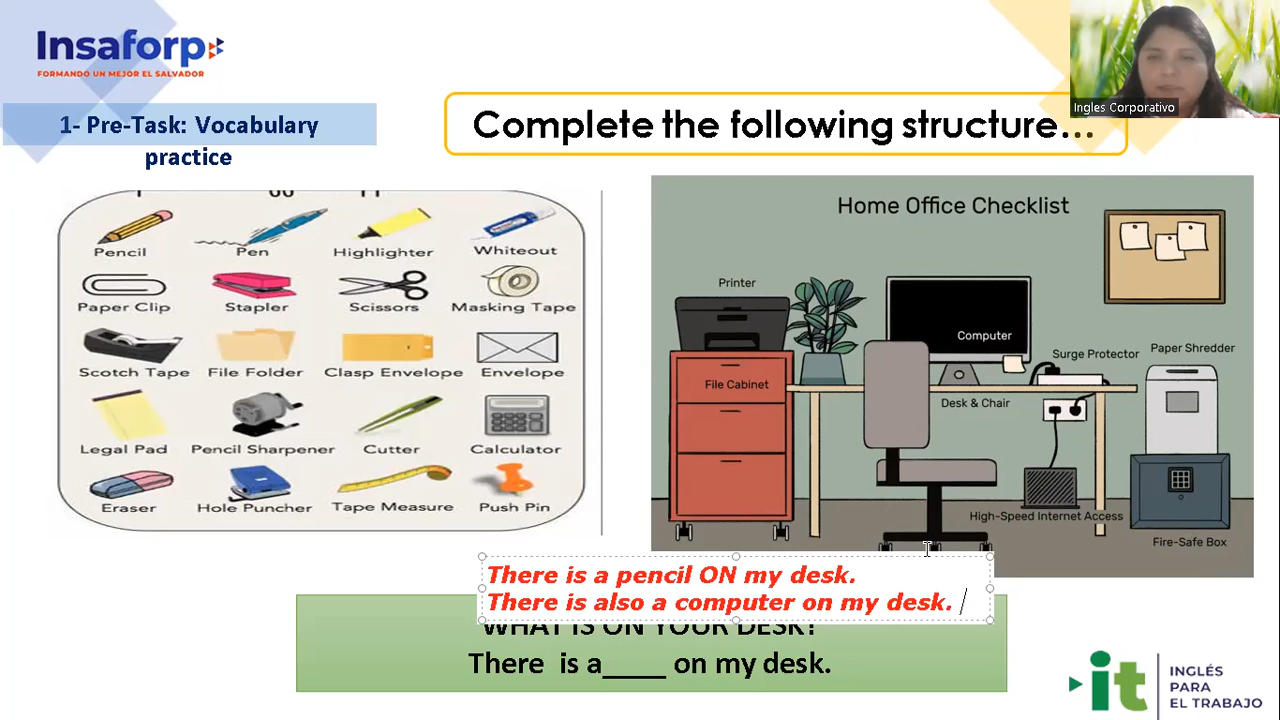 Insaforp
FORMANDO UN MEJOR EL SALVADOR
Ingles Corporativo
1- Pre-Task: Vocabulary
practice
Complete the following structure...
Pencil
Pen
Highlighter
Whiteout
Paper Clip
Stapler
Scissors
Masking Tape
Scotch Tape
File Folder
Clasp Envelope
Envelope
Legal Pad
Pencil Sharpener
Cutter
Calculator
Eraser
Hole Puncher
Tape Measure
Push Pin
Home Office Checklist
Printer
Computer
Surge Protector
Paper Shredder
File Cabinet
Desk & Chair
High-Speed Internet Access
Fire-Safe Box
There is a pencil ON my desk.
There is also a computer on my desk.
WHAT IS ON YOUR DESK?
There is a____ on my desk.
it
INGLÉS
PARA
EL TRABAJO